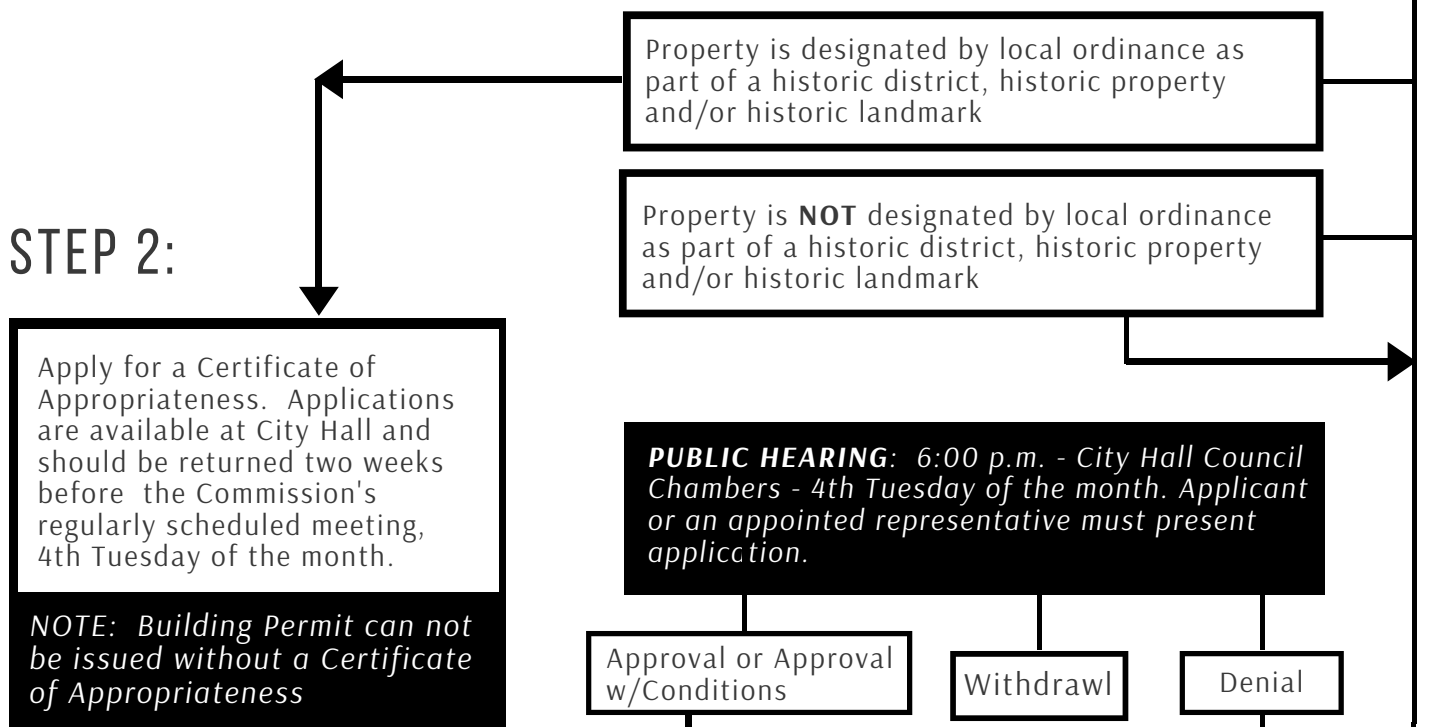 Property is designated by local ordinance as
part of a historic district, historic property
and/or historic landmark
Property is NOT designated by local ordinance
as part of a historic district, historic property
and/or historic landmark
STEP 2:
Apply for a Certificate of
Appropriateness.  Applications
are available at City Hall and
should be returned two weeks
before  the Commission's
regularly scheduled meeting,
4th Tuesday of the month.
NOTE:  Building Permit can not
be issued without a Certificate
of Appropriateness
PUBLIC HEARING:  6:00 p.m. - City Hall Council
Chambers - 4th Tuesday of the month. Applicant
or an appointed representative must present
application.
Approval or Approval
w/Conditions
Withdrawl
Denial